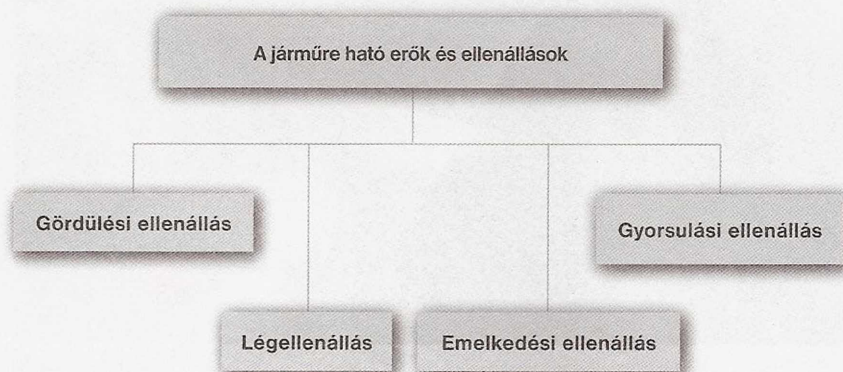 A járműre ható erők és ellenállások
Gördülési ellenállás
Gyorsulási ellenállás
Légellenállás
Emelkedési ellenállás